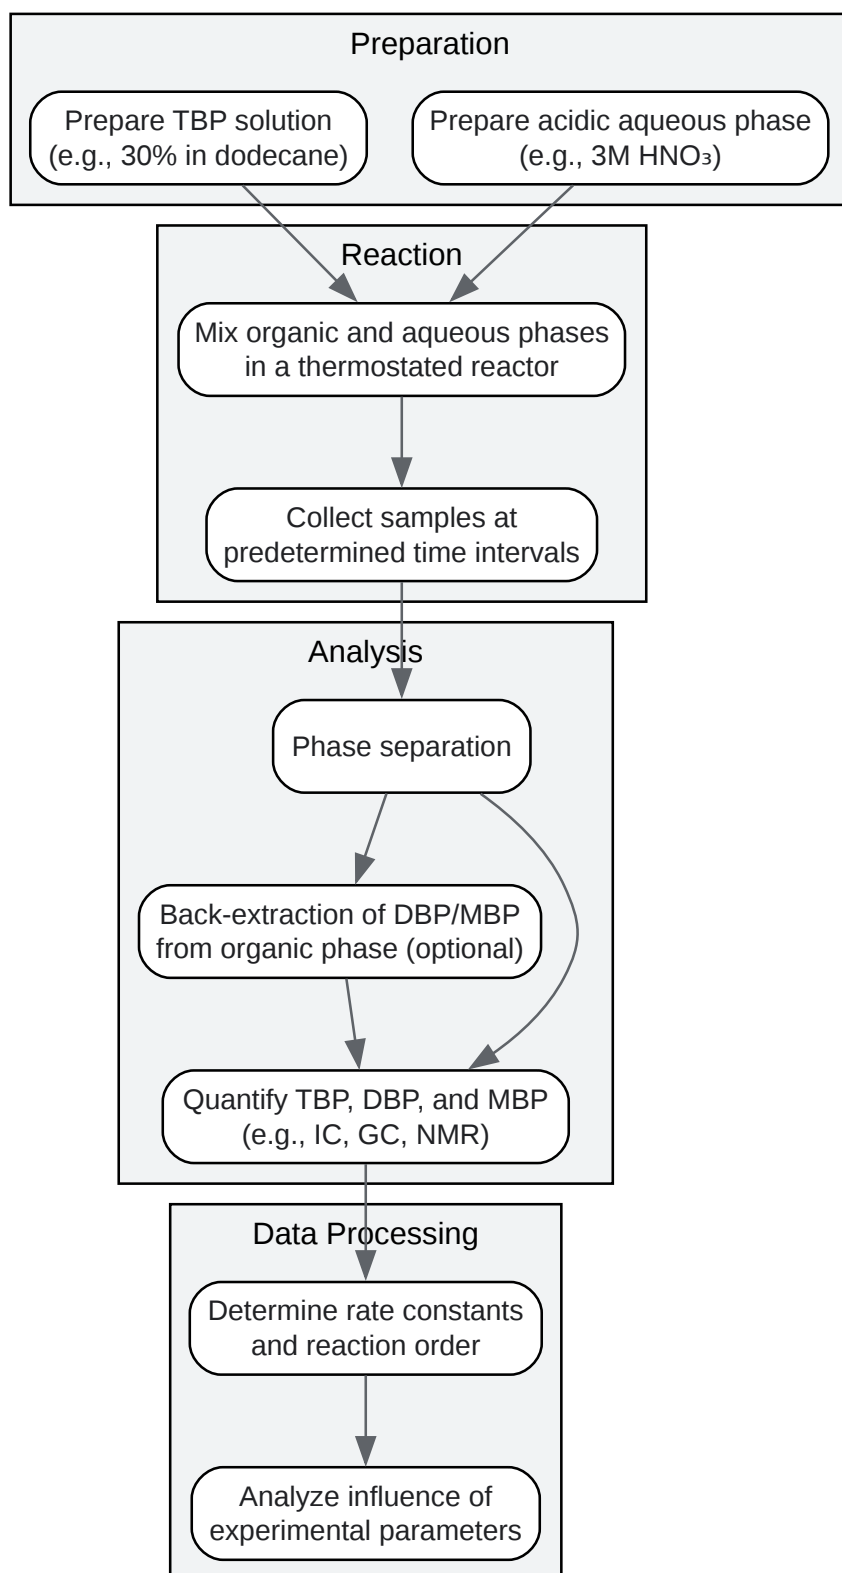 Preparation
Prepare TBP solution
(e.g., 30% in dodecane)
Prepare acidic aqueous phase
(e.g., 3M HNO₃)
Reaction
Mix organic and aqueous phases
in a thermostated reactor
Collect samples at
predetermined time intervals
Analysis
Phase separation
Back-extraction of DBP/MBP
from organic phase (optional)
Quantify TBP, DBP, and MBP
(e.g., IC, GC, NMR)
Data Processing
Determine rate constants
and reaction order
Analyze influence of
experimental parameters